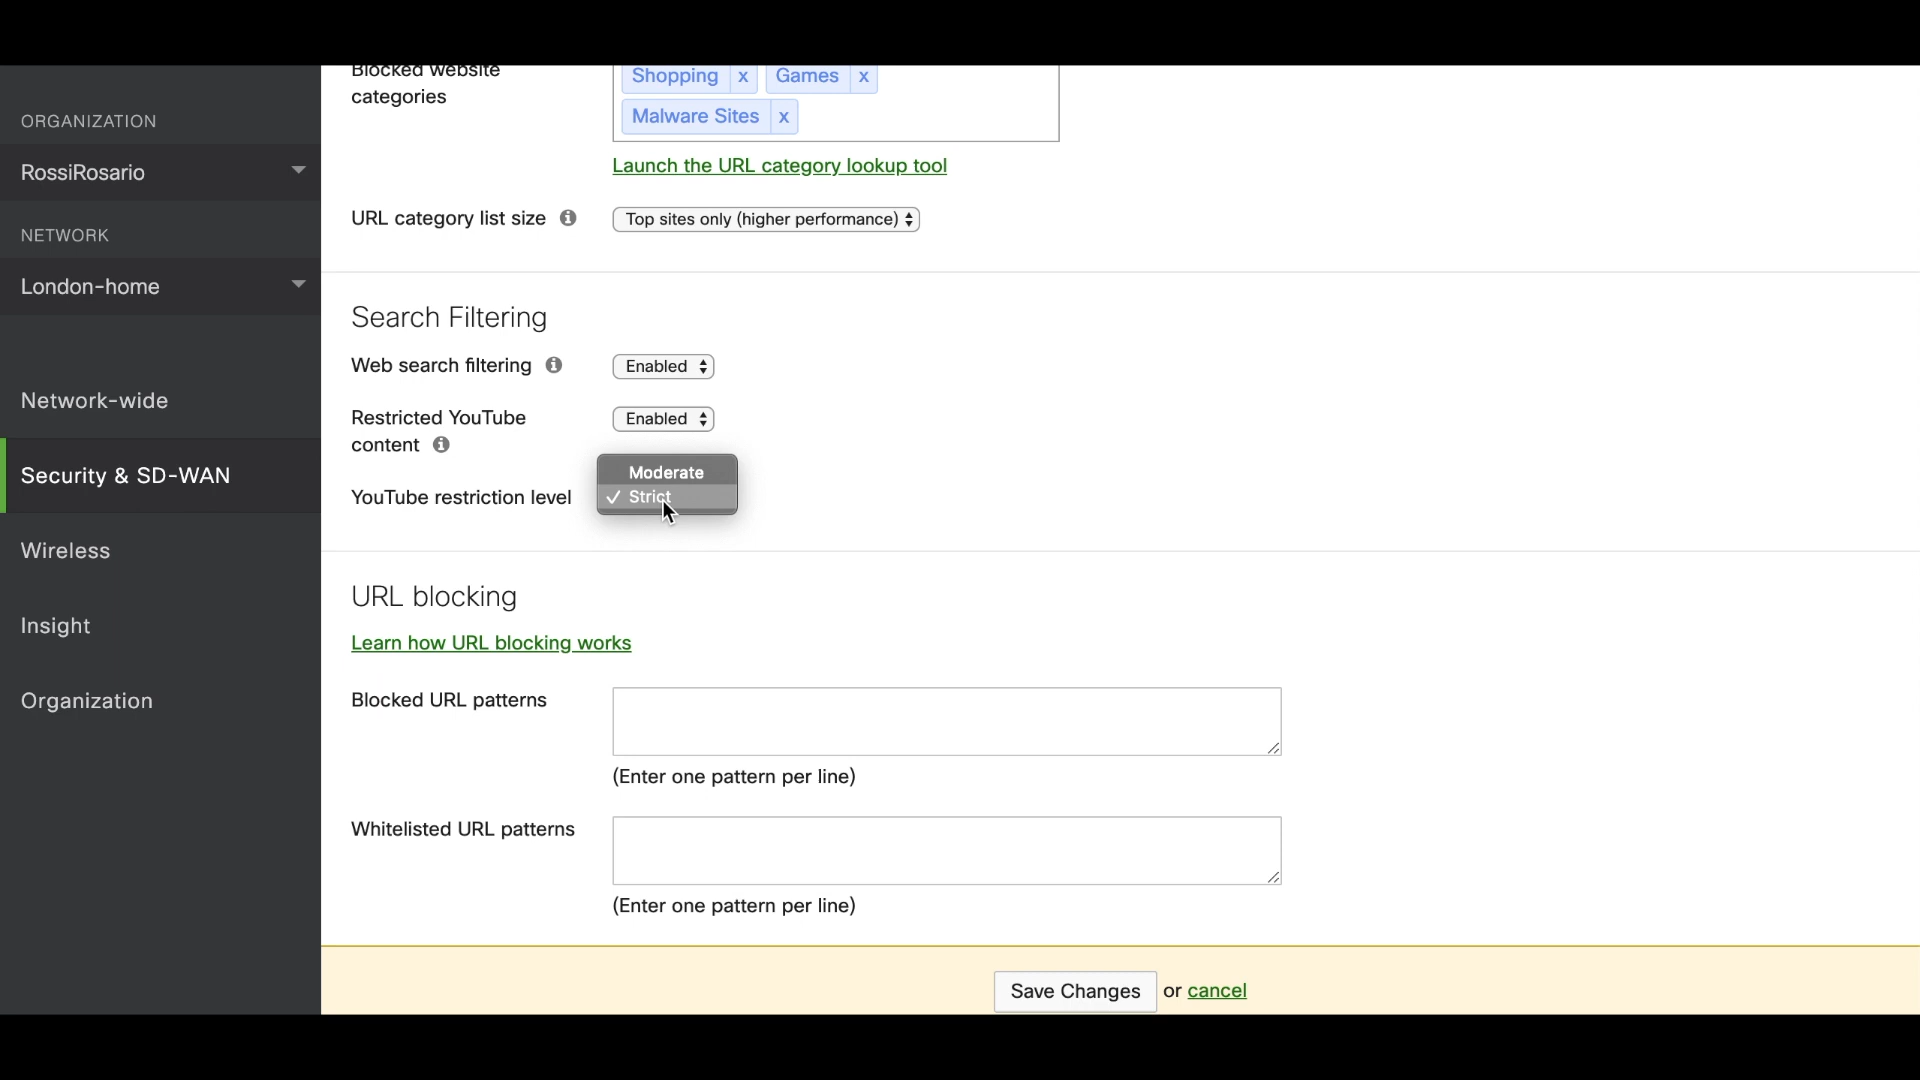 ORGANIZATION
RossiRosario
NETWORK
London-home
Network-wide
Security & SD-WAN
Wireless
Insight
Organization
Blocked website
categories
Shopping x Games x
Malware Sites x
Launch the URL category lookup tool
URL category list size i Top sites only (higher performance)
Search Filtering
Web search filtering i Enabled
Restricted YouTube
content i
Enabled
YouTube restriction level
Moderate
✓ Strict
URL blocking
Learn how URL blocking works
Blocked URL patterns
(Enter one pattern per line)
Whitelisted URL patterns
(Enter one pattern per line)
Save Changes or cancel